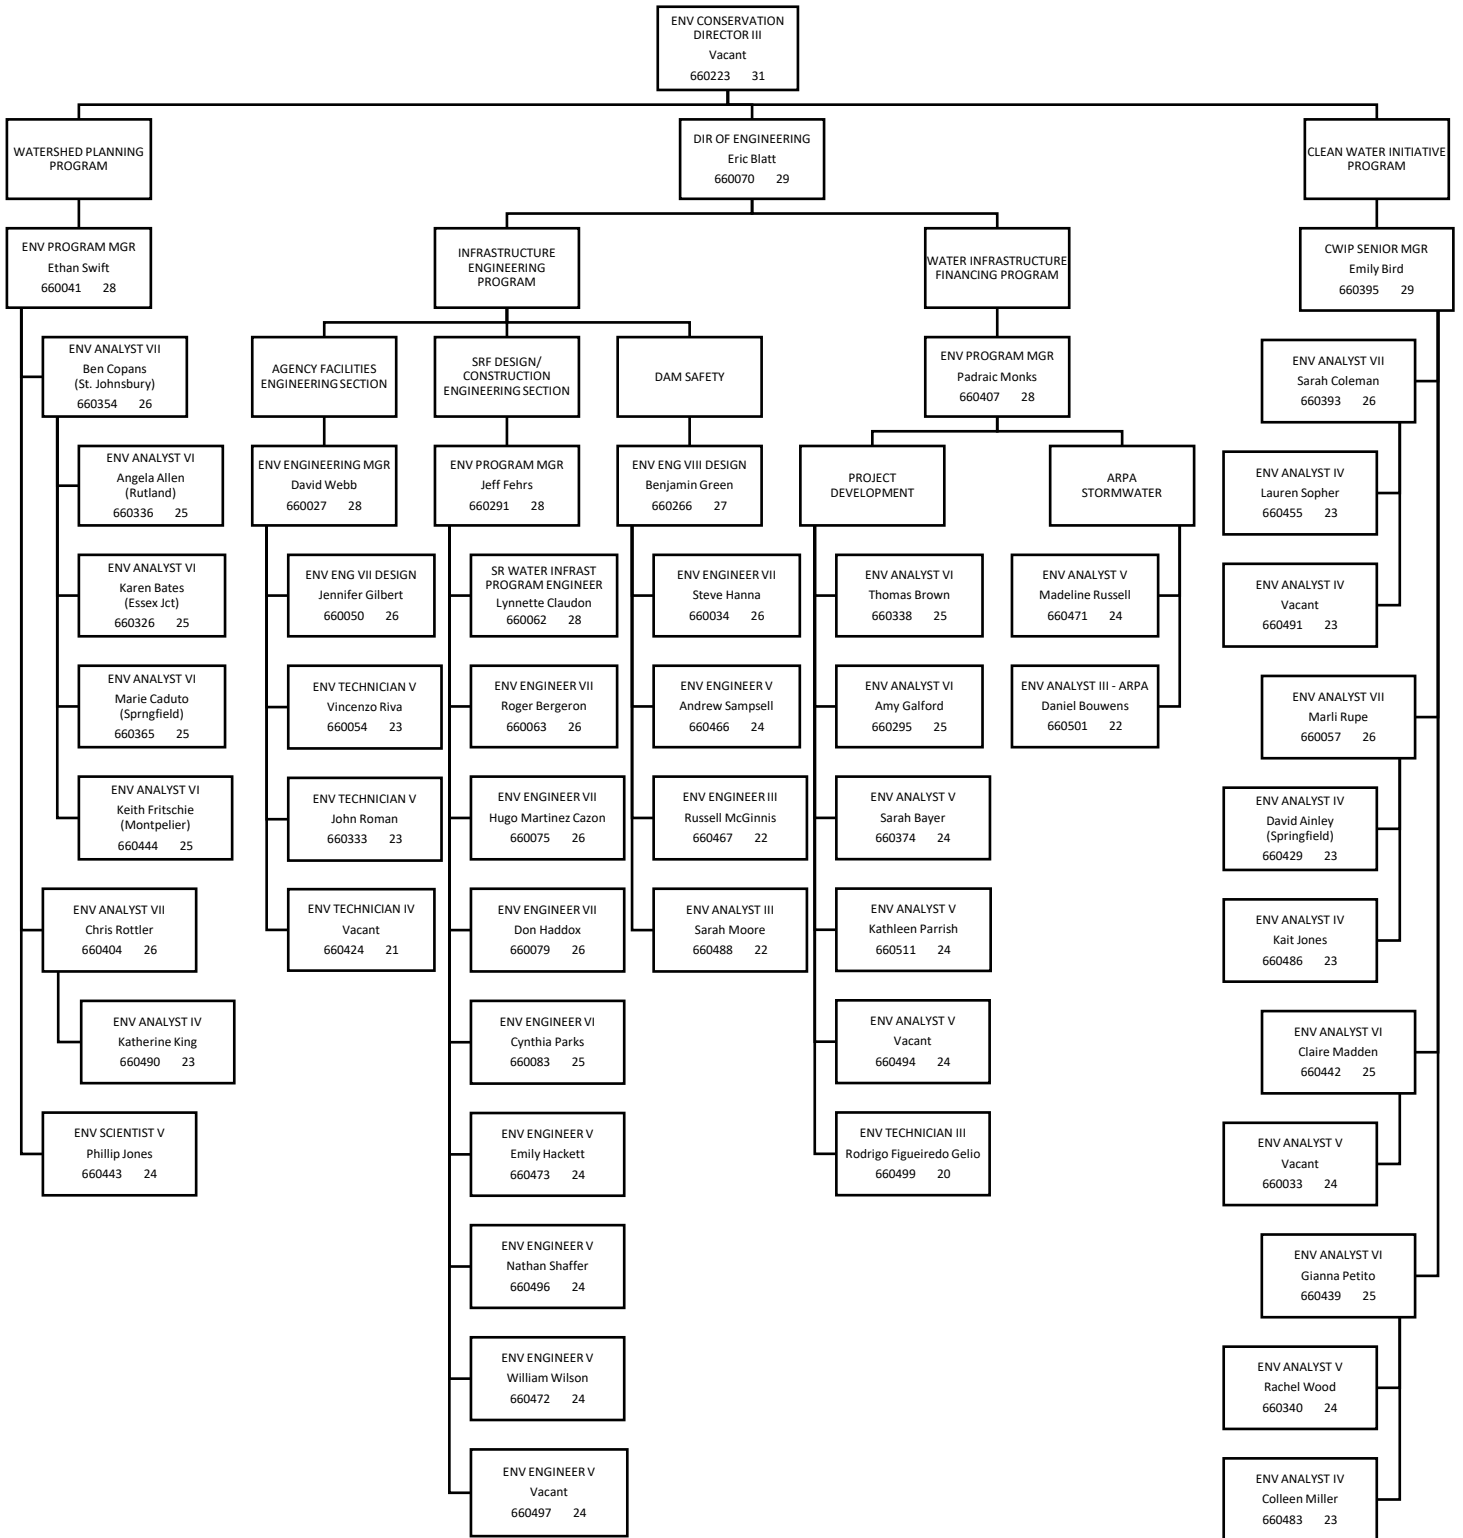 ENV CONSERVATION
DIRECTOR III
Vacant
660223 31
WATERSHED PLANNING
PROGRAM
DIR OF ENGINEERING
Eric Blatt
660070 29
CLEAN WATER INITIATIVE
PROGRAM
ENV PROGRAM MGR
Ethan Swift
660041 28
INFRASTRUCTURE
ENGINEERING
PROGRAM
WATER INFRASTRUCTURE
FINANCING PROGRAM
CWIP SENIOR MGR
Emily Bird
660395 29
ENV ANALYST VII
Ben Copans
(St. Johnsbury)
660354 26
AGENCY FACILITIES
ENGINEERING SECTION
SRF DESIGN/
CONSTRUCTION
ENGINEERING SECTION
DAM SAFETY
ENV PROGRAM MGR
Padraic Monks
660407 28
ENV ANALYST VII
Sarah Coleman
660393 26
ENV ANALYST VI
Angela Allen
(Rutland)
660336 25
ENV ENGINEERING MGR
David Webb
660027 28
ENV PROGRAM MGR
Jeff Fehrs
660291 28
ENV ENG VIII DESIGN
Benjamin Green
660266 27
PROJECT
DEVELOPMENT
ARPA
STORMWATER
ENV ANALYST IV
Lauren Sopher
660455 23
ENV ANALYST VI
Karen Bates
(Essex Jct)
660326 25
ENV ENG VII DESIGN
Jennifer Gilbert
660050 26
SR WATER INFRAST
PROGRAM ENGINEER
Lynnette Claudon
660062 28
ENV ENGINEER VII
Steve Hanna
660034 26
ENV ANALYST VI
Thomas Brown
660338 25
ENV ANALYST V
Madeline Russell
660471 24
ENV ANALYST IV
Vacant
660491 23
ENV ANALYST VI
Marie Caduto
(Sprngfield)
660365 25
ENV TECHNICIAN V
Vincenzo Riva
660054 23
ENV ENGINEER VII
Roger Bergeron
660063 26
ENV ENGINEER V
Andrew Sampsell
660466 24
ENV ANALYST VI
Amy Galford
660295 25
ENV ANALYST III - ARPA
Daniel Bouwens
660501 22
ENV ANALYST VII
Marli Rupe
660057 26
ENV ANALYST VI
Keith Fritschie
(Montpelier)
660444 25
ENV TECHNICIAN V
John Roman
660333 23
ENV ENGINEER VII
Hugo Martinez Cazon
660075 26
ENV ENGINEER III
Russell McGinnis
660467 22
ENV ANALYST V
Sarah Bayer
660374 24
ENV ANALYST IV
David Ainley
(Springfield)
660429 23
ENV ANALYST VII
Chris Rottler
660404 26
ENV TECHNICIAN IV
Vacant
660424 21
ENV ENGINEER VII
Don Haddox
660079 26
ENV ANALYST III
Sarah Moore
660488 22
ENV ANALYST V
Kathleen Parrish
660511 24
ENV ANALYST IV
Kait Jones
660486 23
ENV ANALYST IV
Katherine King
660490 23
ENV ENGINEER VI
Cynthia Parks
660083 25
ENV ANALYST V
Vacant
660494 24
ENV ANALYST VI
Claire Madden
660442 25
ENV SCIENTIST V
Phillip Jones
660443 24
ENV ENGINEER V
Emily Hackett
660473 24
ENV TECHNICIAN III
Rodrigo Figueiredo Gelio
660499 20
ENV ANALYST V
Vacant
660033 24
ENV ENGINEER V
Nathan Shaffer
660496 24
ENV ANALYST VI
Gianna Petito
660439 25
ENV ENGINEER V
William Wilson
660472 24
ENV ANALYST V
Rachel Wood
660340 24
ENV ENGINEER V
Vacant
660497 24
ENV ANALYST IV
Colleen Miller
660483 23